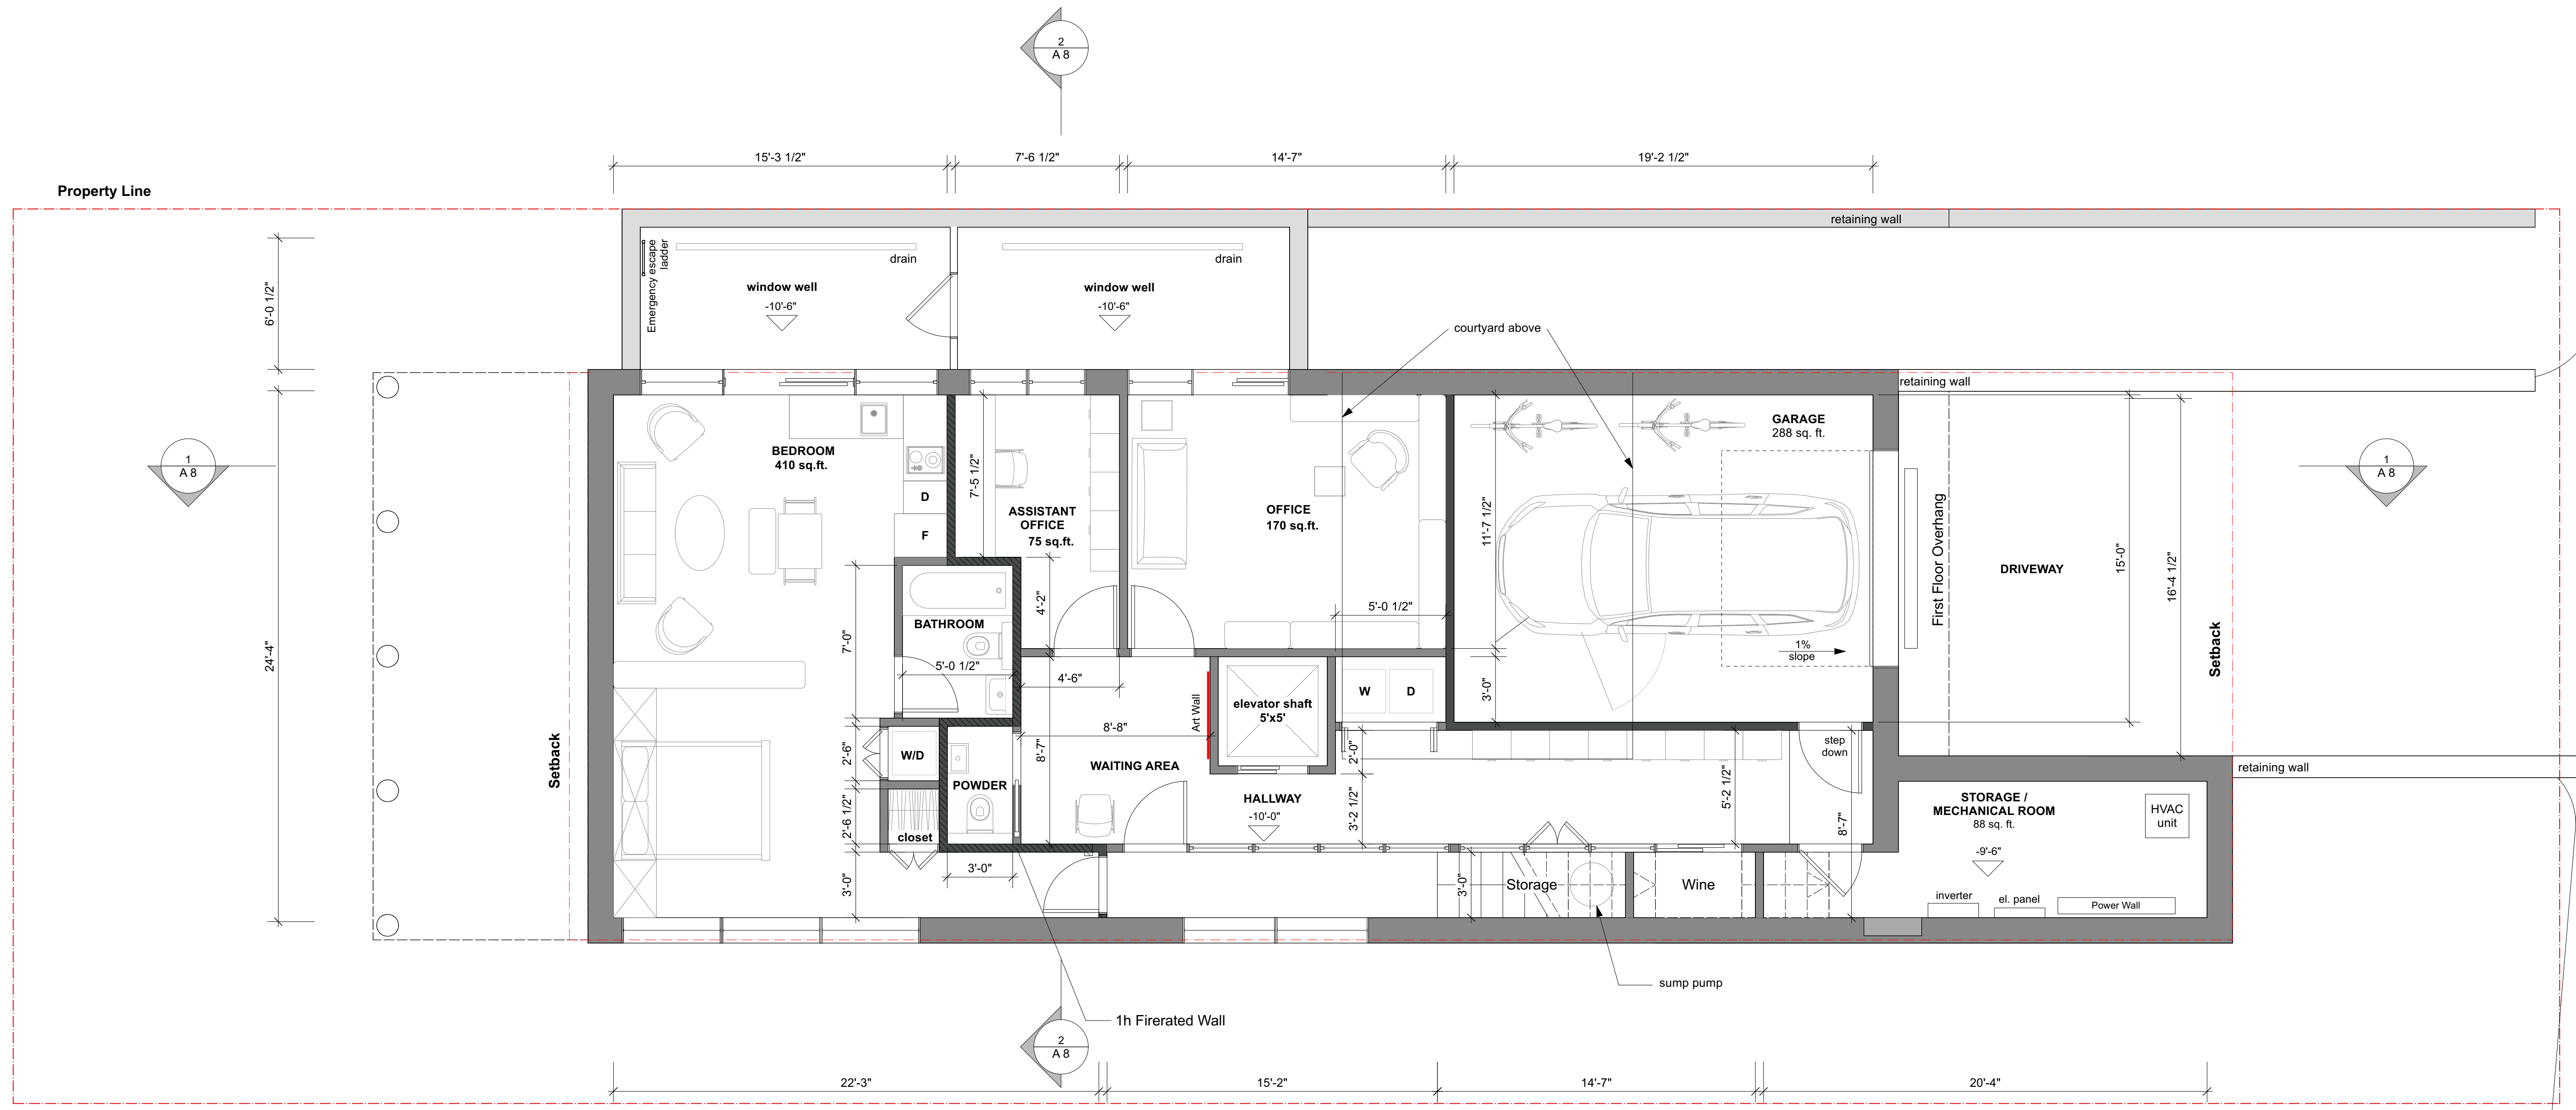 2
A 8
15'-3 1/2"
7'-6 1/2"
14'-7"
19'-2 1/2"
Property Line
retaining wall
Emergency escape
ladder
drain
drain
window well
-10'-6"
window well
-10'-6"
6'-0 1/2"
courtyard above
retaining wall
GARAGE
288 sq. ft.
BEDROOM
410 sq.ft.
1
A 8
1
A 8
7'-5 1/2"
D
F
ASSISTANT
OFFICE
75 sq.ft.
OFFICE
170 sq.ft.
11'-7 1/2"
First Floor Overhang
DRIVEWAY
15'-0"
16'-4 1/2"
4'-2"
5'-0 1/2"
BATHROOM
7'-0"
24'-4"
1%
slope
Setback
5'-0 1/2"
4'-6"
3'-0"
W
D
Art Wall
elevator shaft
5'x5'
8'-8"
step
down
Setback
2'-6"
W/D
8'-7"
2'-0"
WAITING AREA
5'-2 1/2"
retaining wall
POWDER
HALLWAY
-10'-0"
3'-2 1/2"
8'-7"
STORAGE /
MECHANICAL ROOM
88 sq. ft.
HVAC
unit
2'-6 1/2"
closet
-9'-6"
3'-0"
3'-0"
3'-0"
Storage
Wine
inverter
el. panel
Power Wall
sump pump
1h Firerated Wall
2
A 8
22'-3"
15'-2"
14'-7"
20'-4"